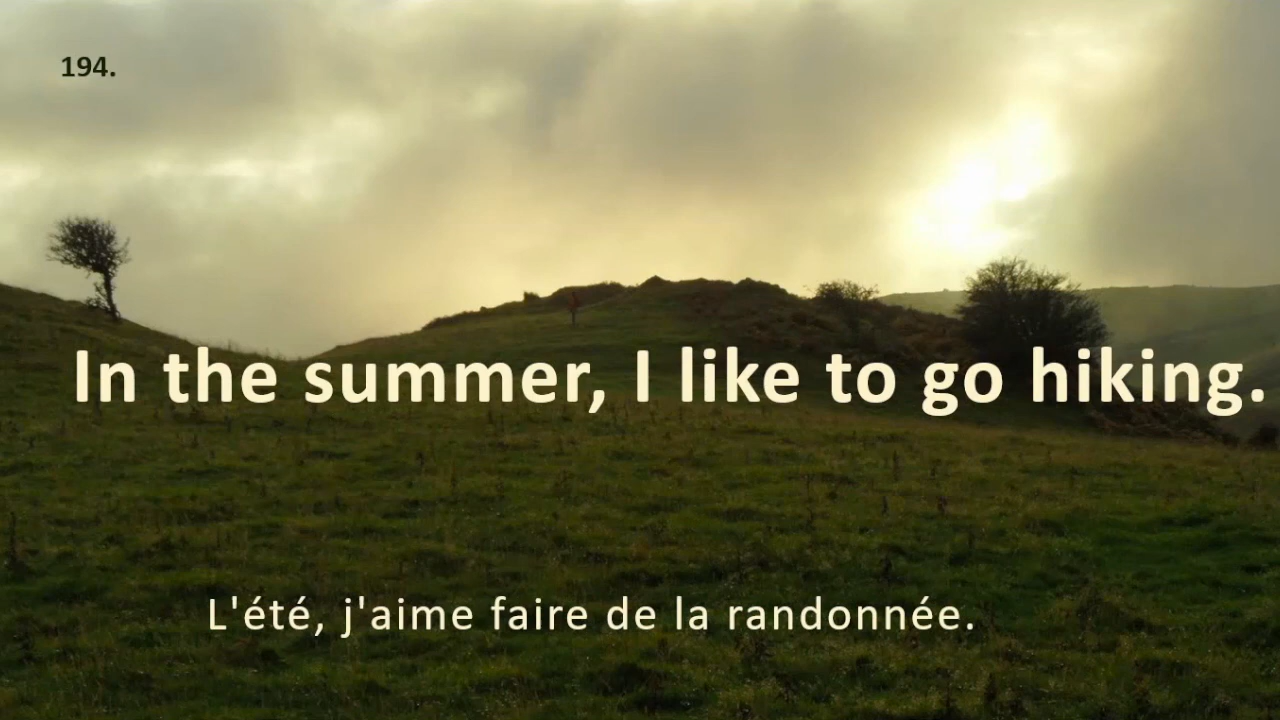 194.
In the summer, I like to go hiking.
L'été, j'aime faire de la randonnée.